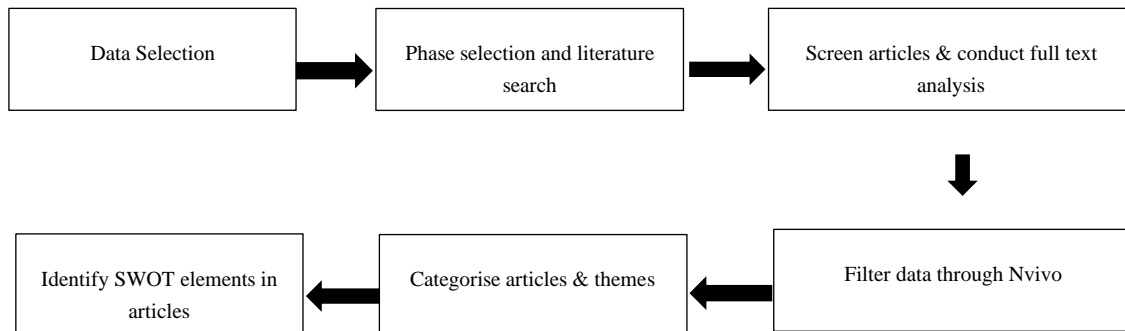 Data Selection
Phase selection and literature
search
Screen articles & conduct full text
analysis
Identify SWOT elements in
articles
Categorise articles & themes
Filter data through Nvivo